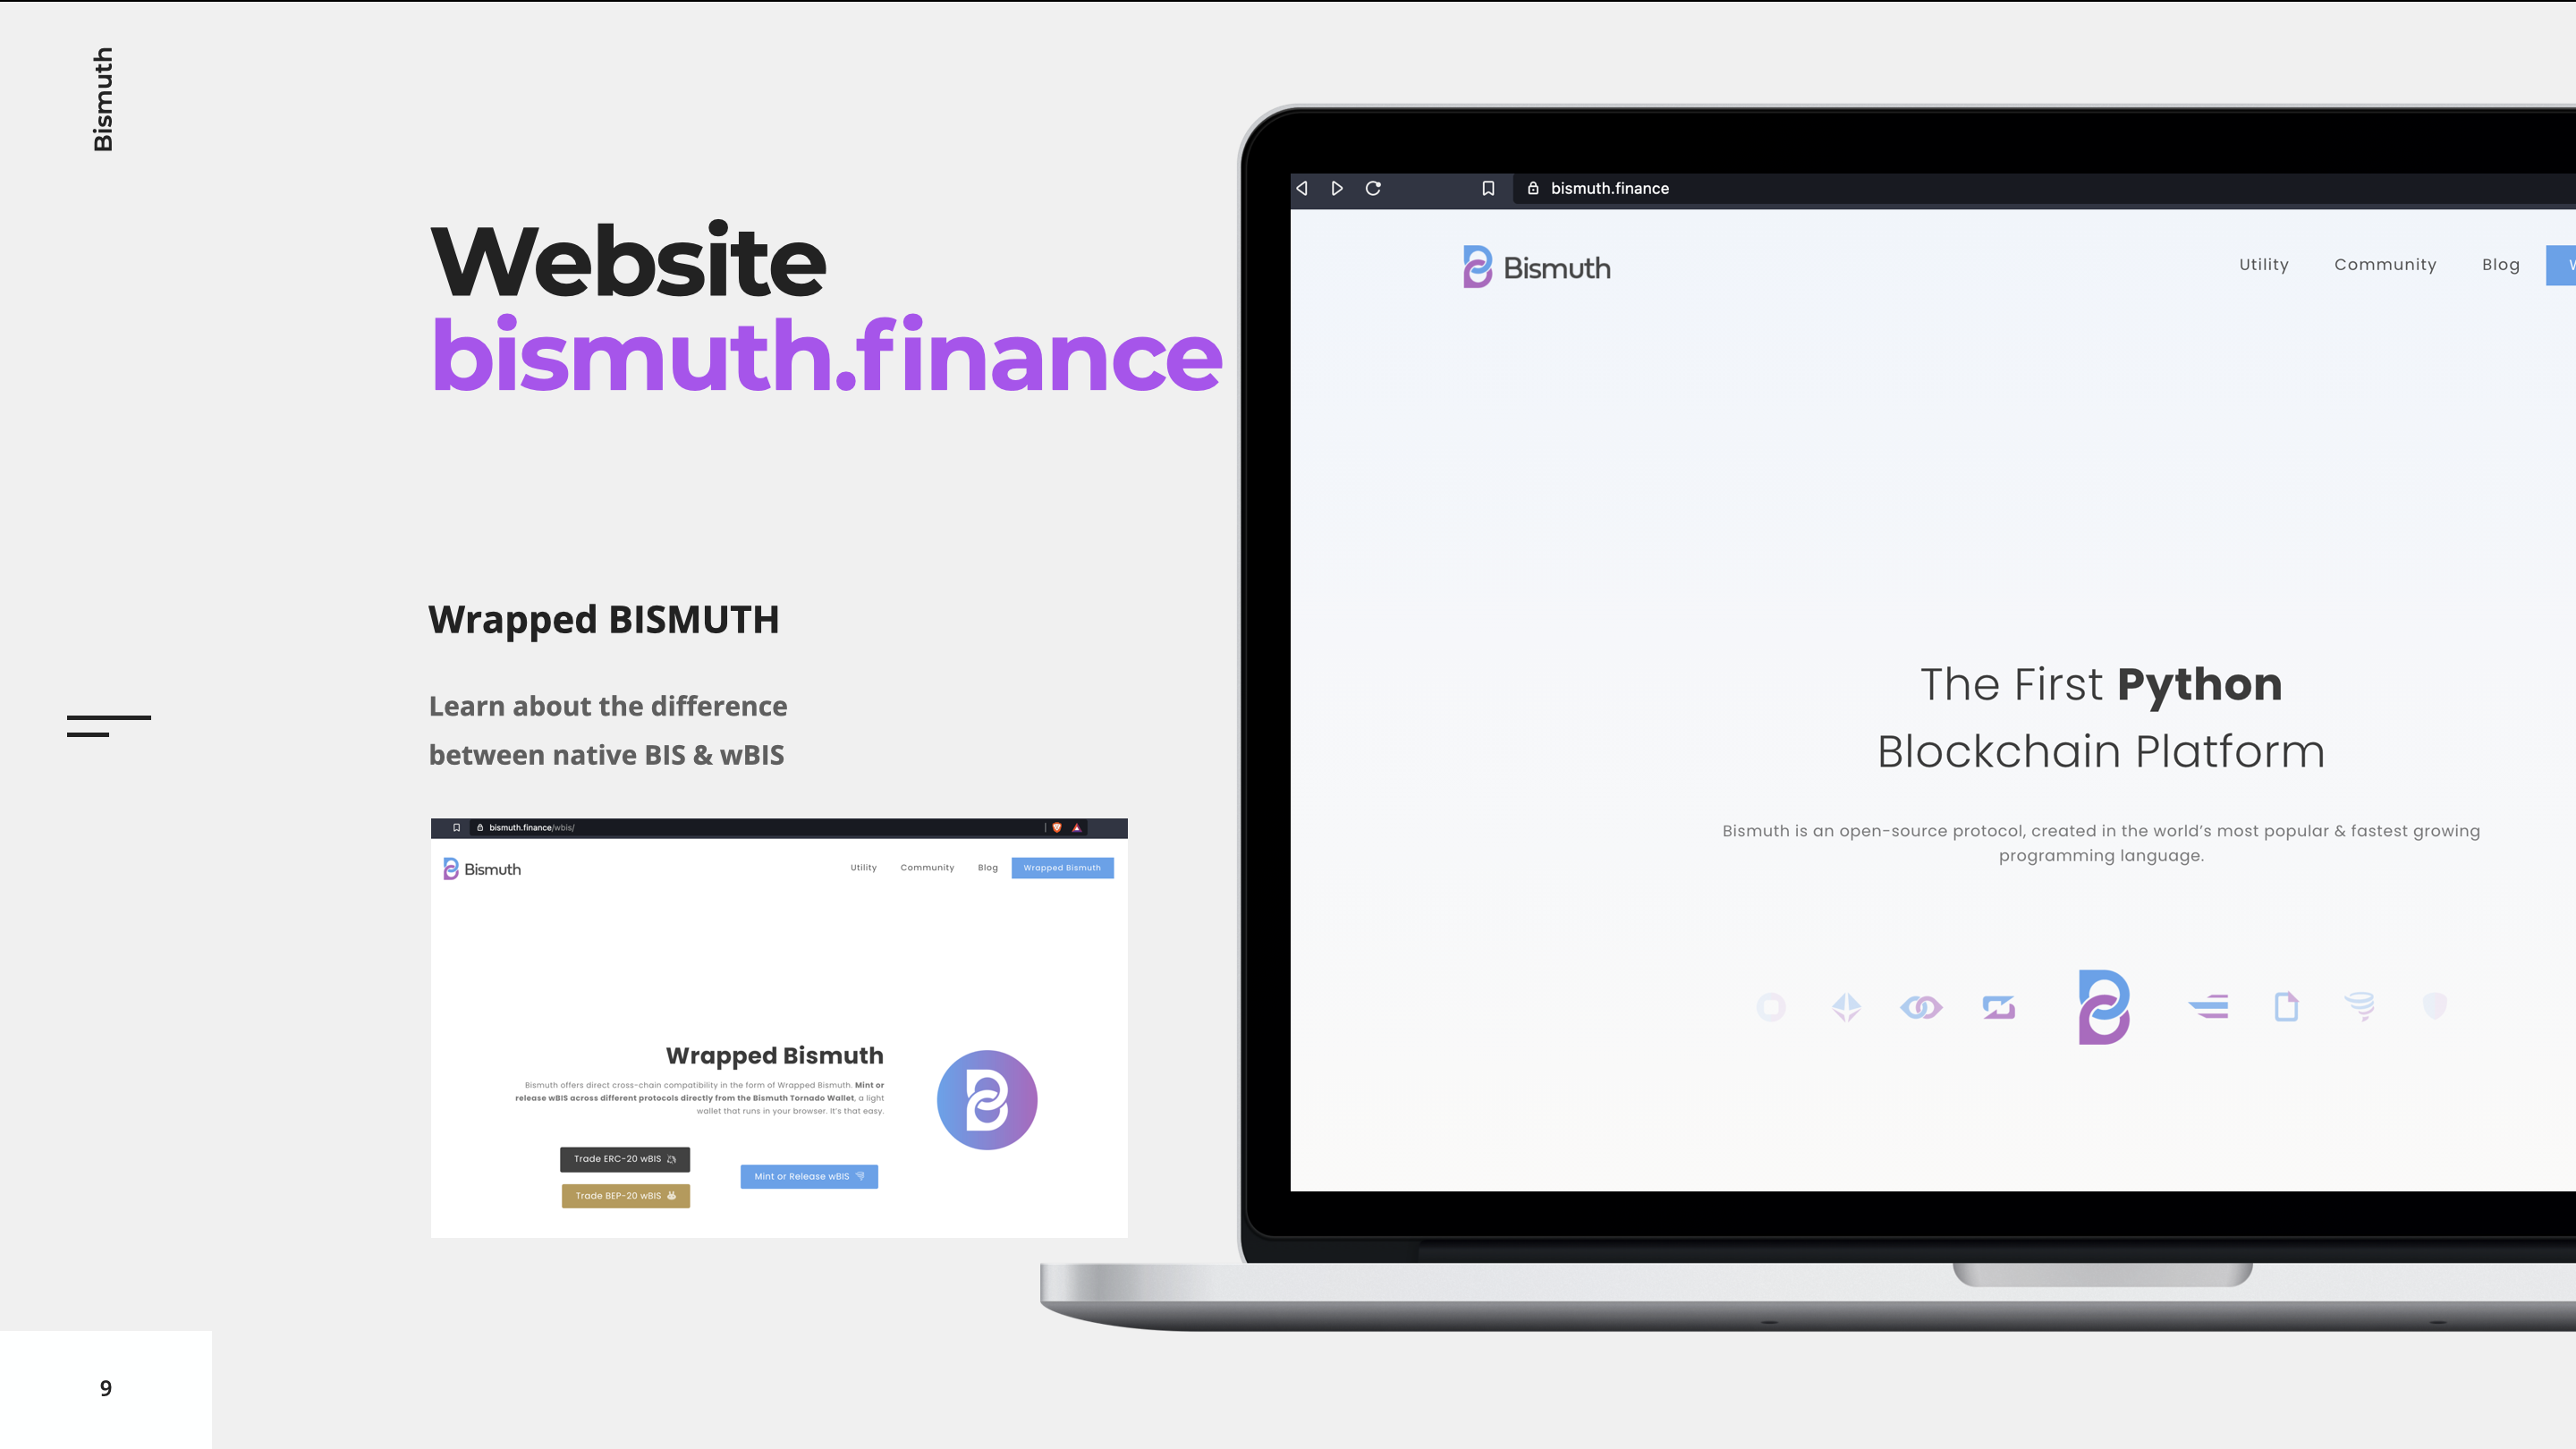 Bismuth
Website
bismuth.finance
Wrapped BISMUTH
Learn about the difference
between native BIS & wBIS
bismuth.finance/wbis/
Bismuth
Utility
Community
Blog
Wrapped Bismuth
Wrapped Bismuth
Bismuth offers direct cross-chain compatibility in the form of Wrapped Bismuth. Mint or
release wBIS across different protocols directly from the Bismuth Tornado Wallet, a light
wallet that runs in your browser. It's that easy.
Trade ERC-20 wBIS
Mint or Release wBIS
Trade BEP-20 wBIS
bismuth.finance
Bismuth
Utility
Community
Blog
The First Python
Blockchain Platform
Bismuth is an open-source protocol, created in the world's most popular & fastest growing
programming language.
9